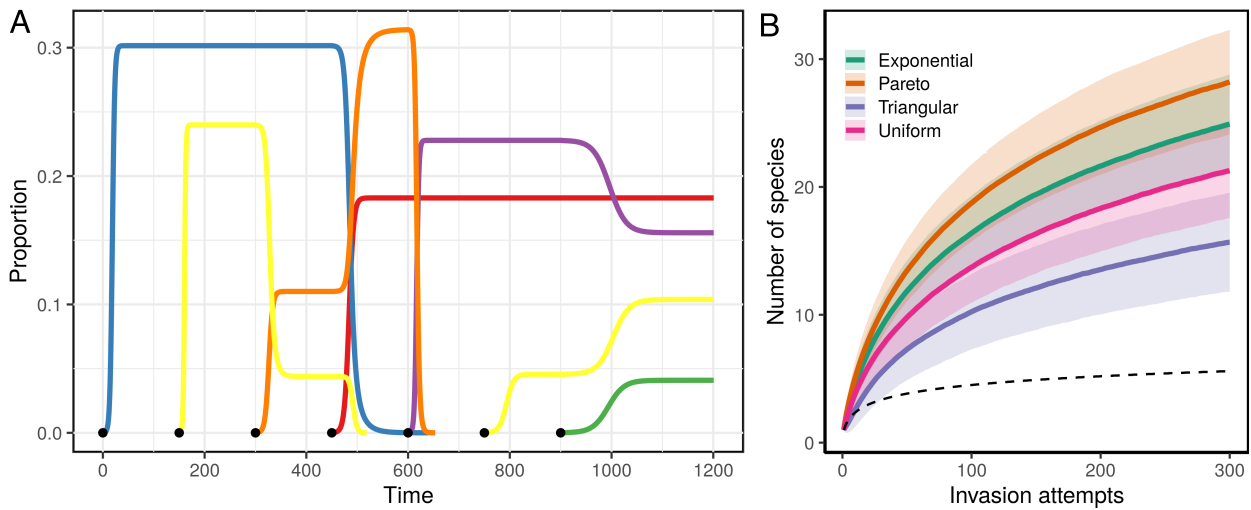 A
Proportion
0.3
0.2
0.1
0.0
0 200 400 600 800 1000 1200
Time
B
Number of species
30
20
10
0
Exponential
Pareto
Triangular
Uniform
0 100 200 300
Invasion attempts